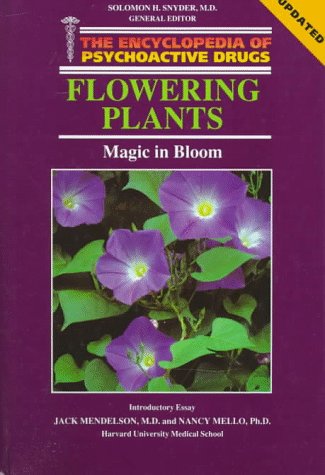 SOLOMON H. SNYDER, M.D.
GENERAL EDITOR
UPDATED
THE ENCYCLOPEDIA OF
PSYCHOACTIVE DRUGS
FLOWERING
PLANTS
Magic in Bloom
Introductory Essay
JACK MENDELSON, M.D. and NANCY MELLO, Ph.D.
Harvard University Medical School